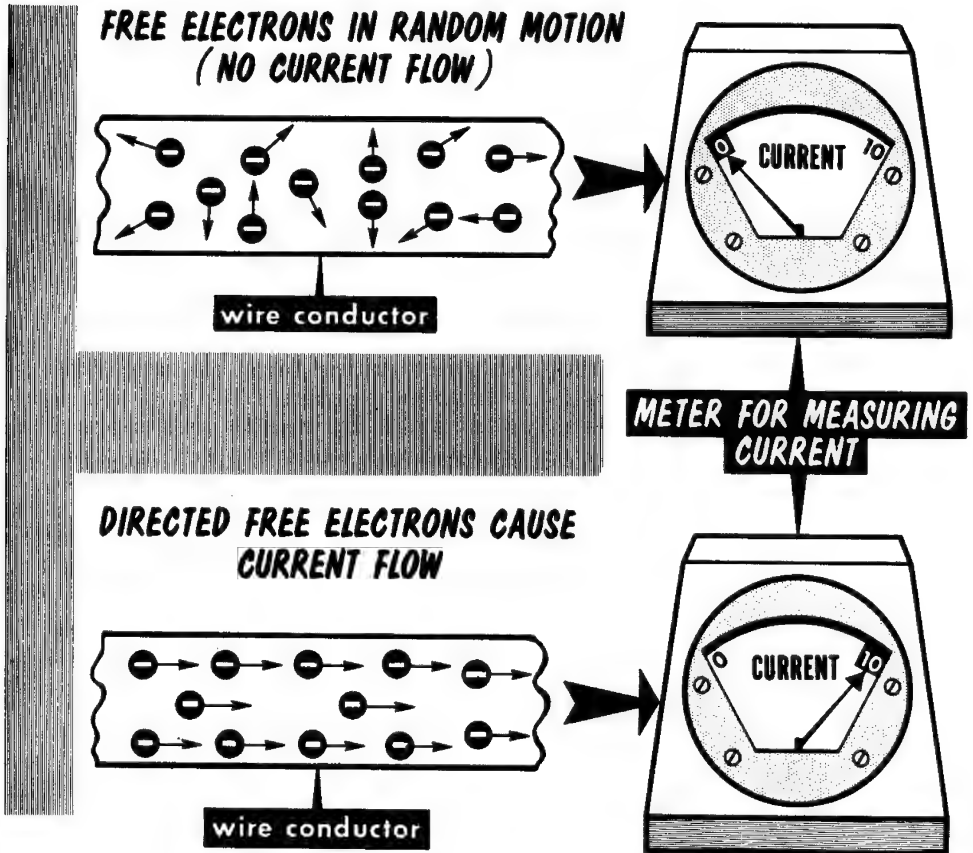 FREE ELECTRONS IN RANDOM MOTION
(NO CURRENT FLOW)
0
CURRENT
10
wire conductor
METER FOR MEASURING
CURRENT
DIRECTED FREE ELECTRONS CAUSE
CURRENT FLOW
0
CURRENT
10
wire conductor